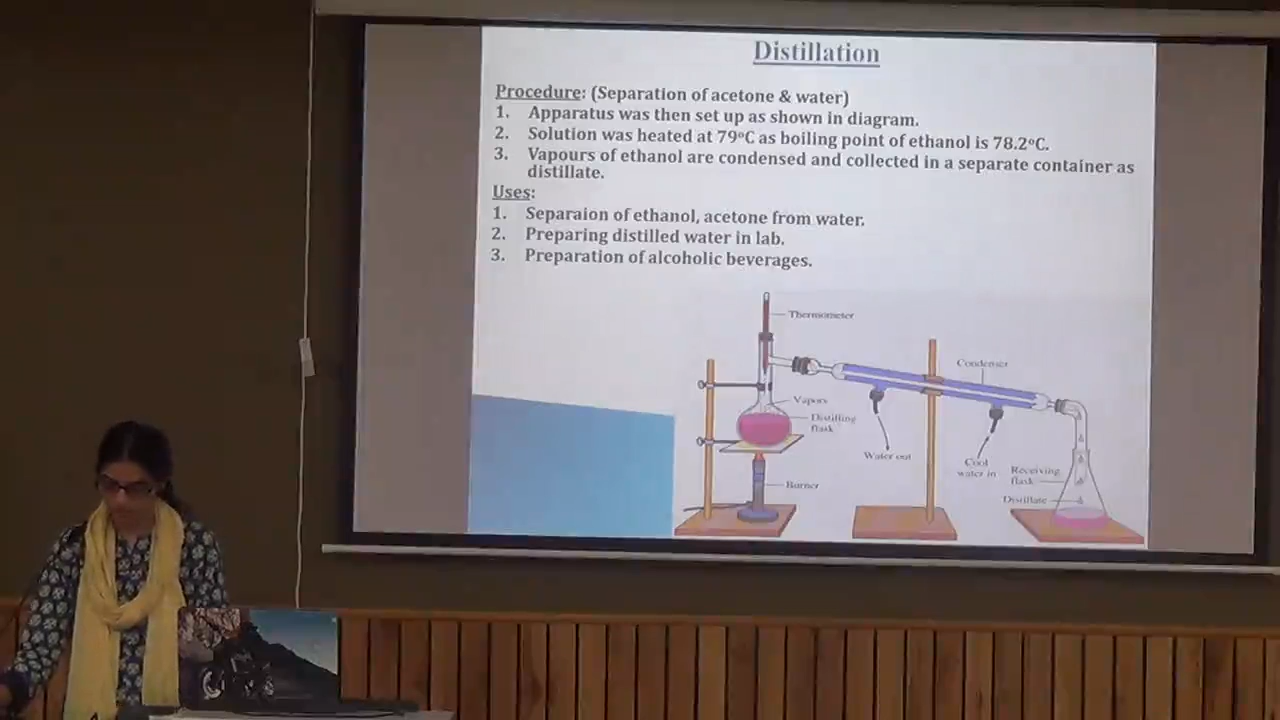 Distillation
Procedure: (Separation of acetone & water)
1. Apparatus was then set up as shown in diagram.
2. Solution was heated at 79°C as boiling point of ethanol is 78.2°C.
3. Vapours of ethanol are condensed and collected in a separate container as
distillate.
Uses:
1. Separaion of ethanol, acetone from water.
2. Preparing distilled water in lab.
3. Preparation of alcoholic beverages.
Thermometer
Condenser
Vapors
Distilling
flask
Water out
Cool
water in
Receiving
flask
Burner
Distillate